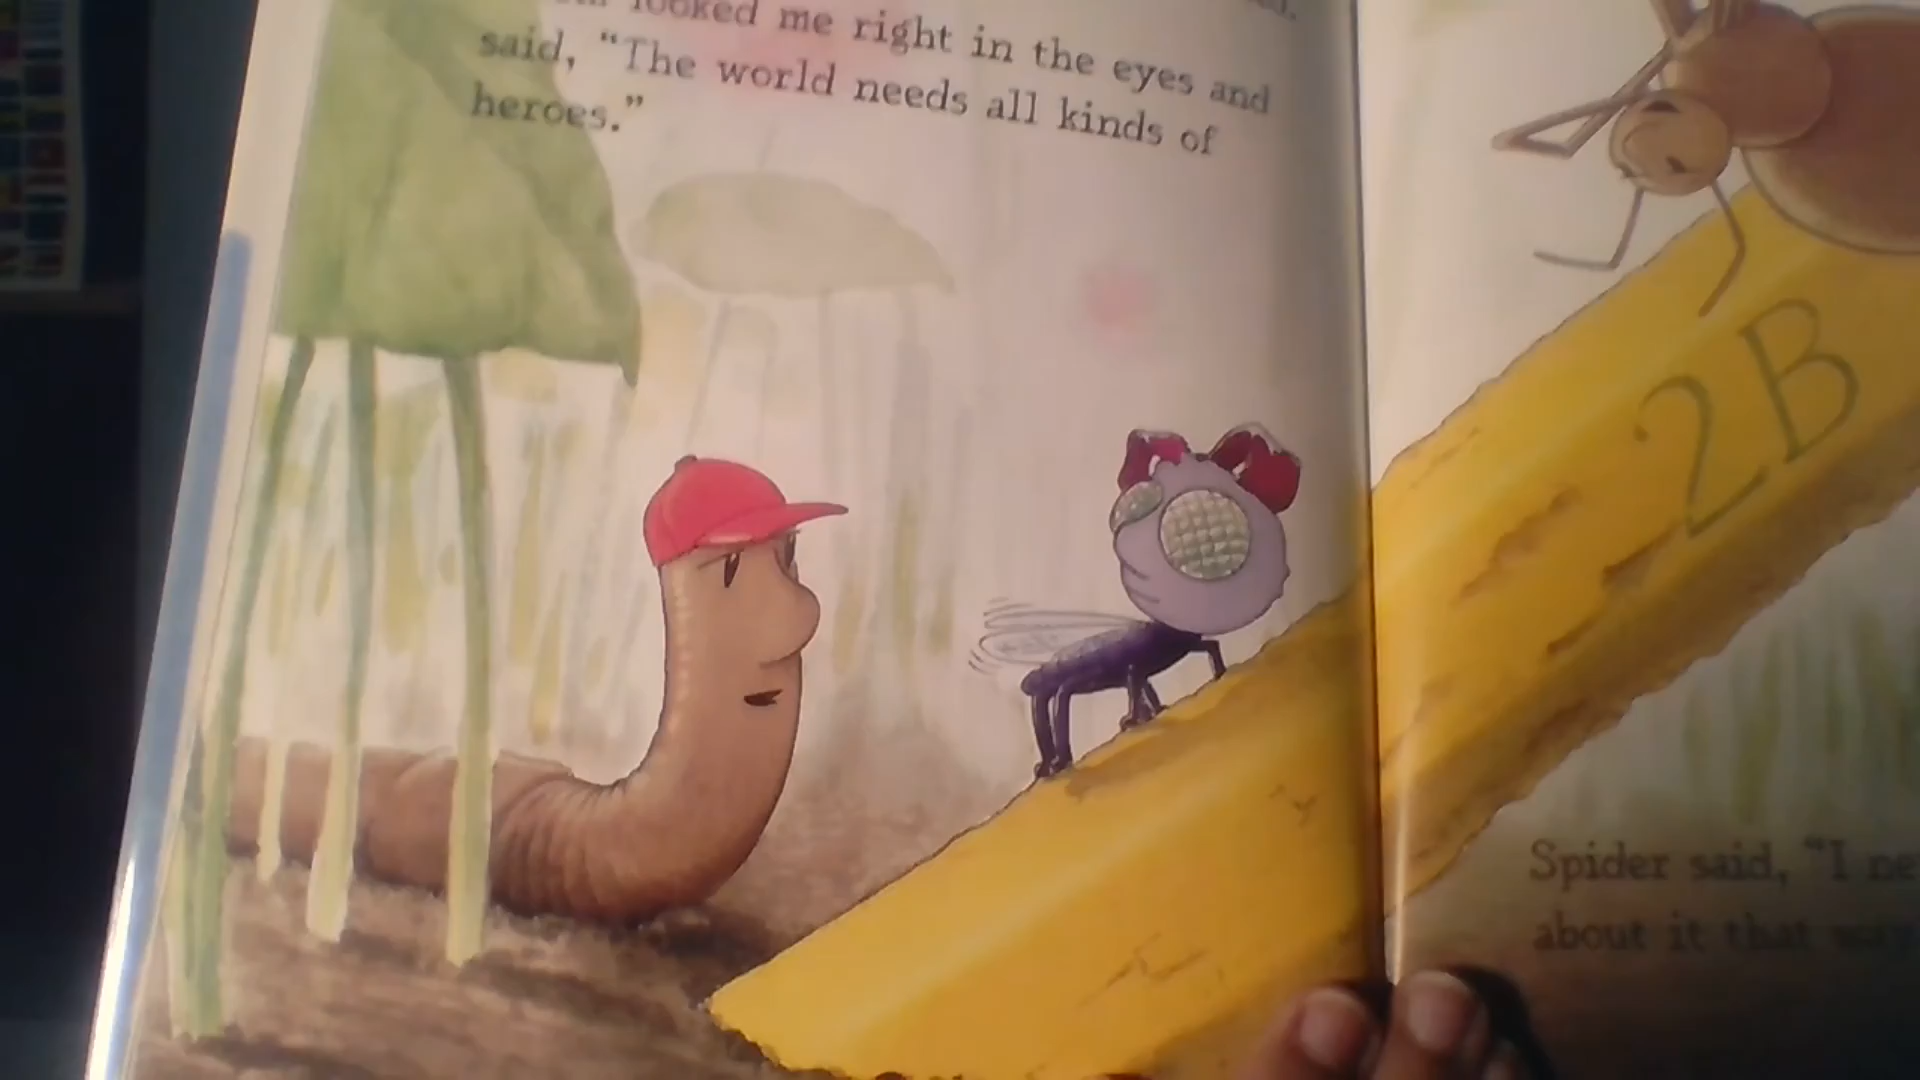 looked me right in the eyes and
said, “The world needs all kinds of
heroes.”
2B
Spider said, “I
about it that way